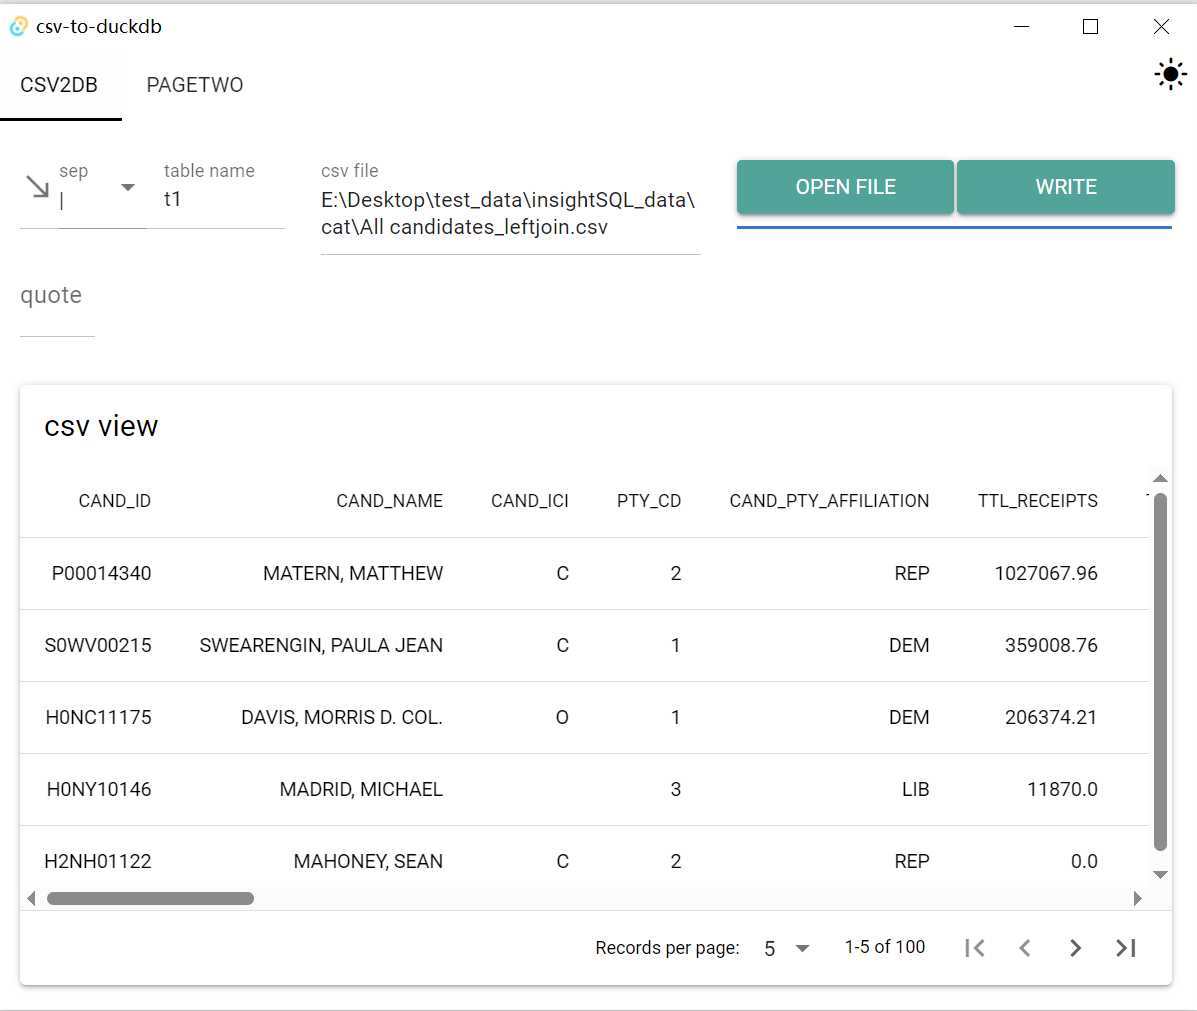 csv-to-duckdb
CSV2DB PAGETWO
sep table name csv file
| t1 E:\Desktop\test_data\insightSQL_data\
cat\All candidates_leftjoin.csv
OPEN FILE WRITE
quote
csv view
CAND_ID CAND_NAME CAND_ICI PTY_CD CAND_PTY_AFFILIATION TTL_RECEIPTS
P00014340 MATERN, MATTHEW C 2 REP 1027067.96
S0WV00215 SWEARENGIN, PAULA JEAN C 1 DEM 359008.76
H0NC11175 DAVIS, MORRIS D. COL. O 1 DEM 206374.21
H0NY10146 MADRID, MICHAEL 3 LIB 11870.0
H2NH01122 MAHONEY, SEAN C 2 REP 0.0
Records per page: 5 1-5 of 100